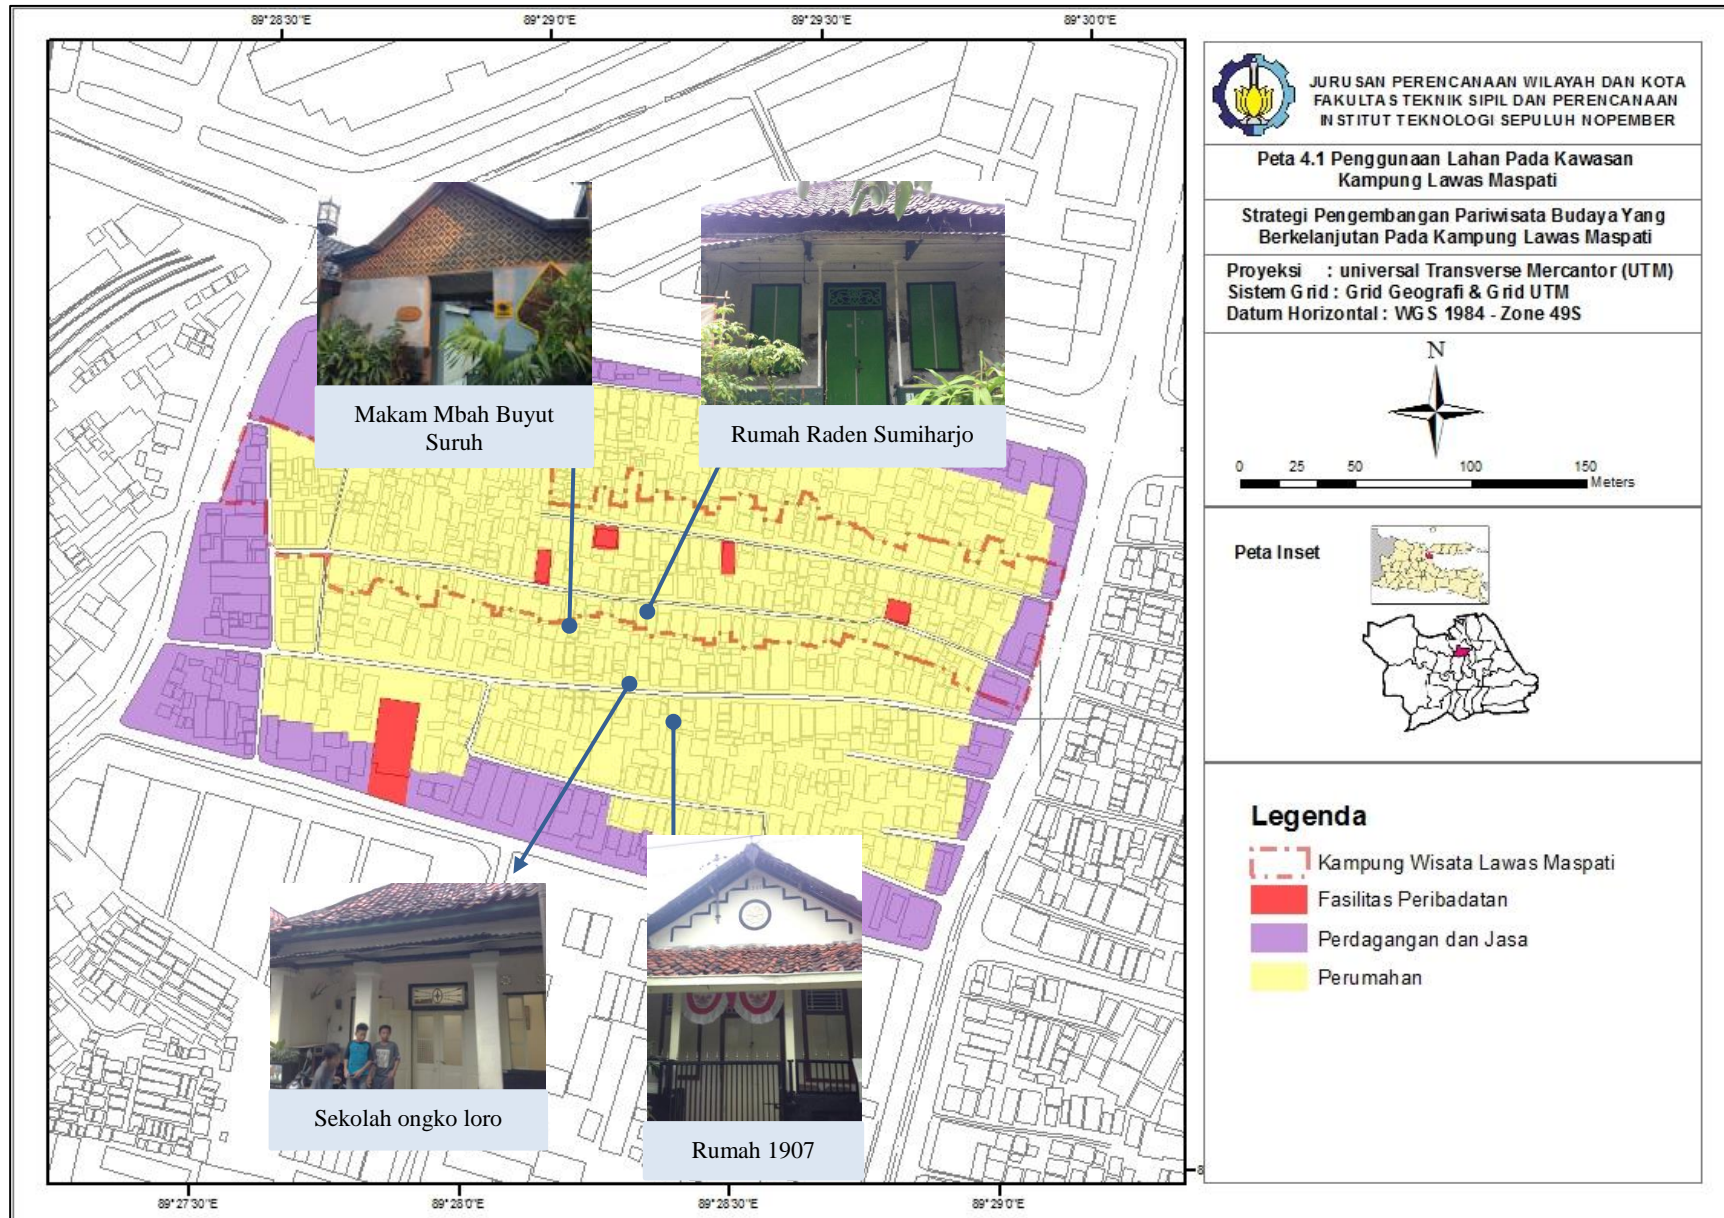 89°28'30"E
89°29'0"E
89°29'30"E
89°30'0"E
Makam Mbah Buyut
Suruh
Rumah Raden Sumiharjo
Sekolah ongko loro
Rumah 1907
89°27'30"E
89°28'0"E
89°28'30"E
89°29'0"E
8
JURUSAN PERENCANAAN WILAYAH DAN KOTA
FAKULTAS TEKNIK SIPIL DAN PERENCANAAN
INSTITUT TEKNOLOGI SEPULUH NOPEMBER
Peta 4.1 Penggunaan Lahan Pada Kawasan
Kampung Lawas Maspati
Strategi Pengembangan Pariwisata Budaya Yang
Berkelanjutan Pada Kampung Lawas Maspati
Proyeksi : universal Transverse Mercantor (UTM)
Sistem Grid : Grid Geografi & Grid UTM
Datum Horizontal : WGS 1984 - Zone 49S
N
0 25 50 100 150
Meters
Peta Inset
Legenda
Kampung Wisata Lawas Maspati
Fasilitas Peribadatan
Perdagangan dan Jasa
Perumahan